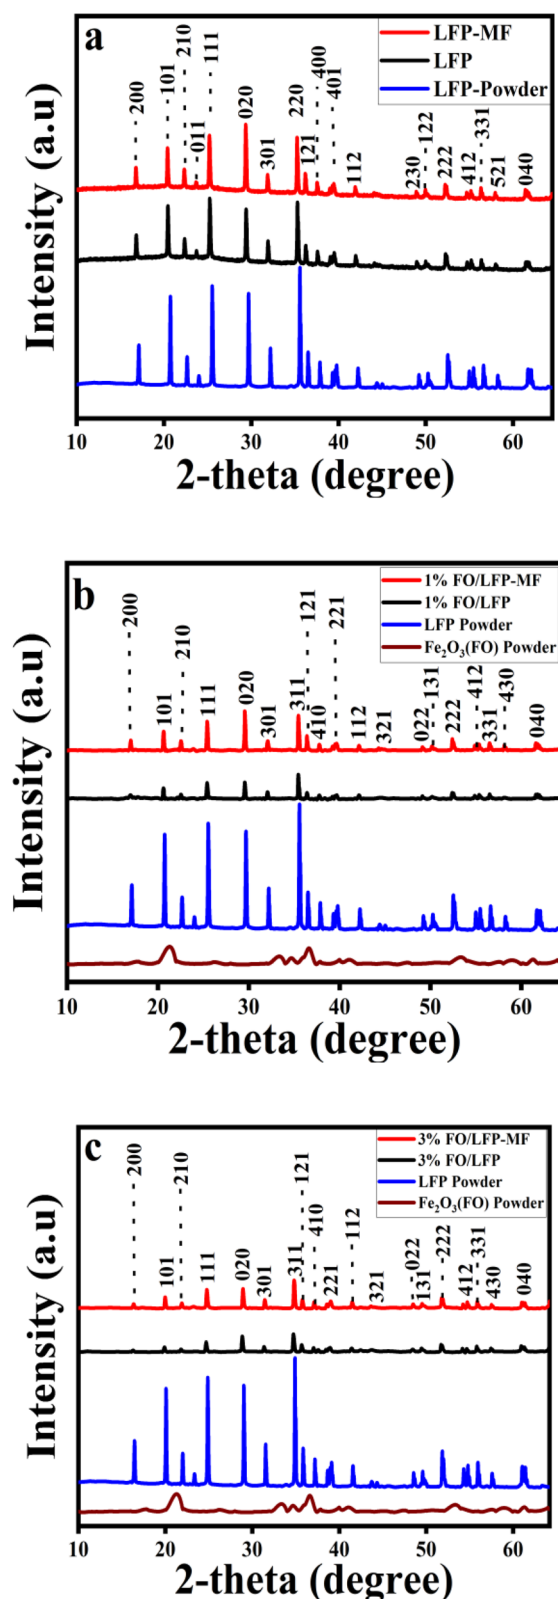 a
LFP-MF
LFP
LFP-Powder
200
101
210
011
111
020
301
220
121
400
401
112
230
122
222
412
331
521
040
Intensity (a.u)
10 20 30 40 50 60
2-theta (degree)
b
1% FO/LFP-MF
1% FO/LFP
LFP Powder
Fe₂O₃(FO) Powder
200
101
210
111
020
301
311
121
410
221
112
321
022
131
222
412
331
430
040
Intensity (a.u)
10 20 30 40 50 60
2-theta (degree)
c
3% FO/LFP-MF
3% FO/LFP
LFP Powder
Fe₂O₃(FO) Powder
200
101
210
111
020
301
311
121
410
221
112
321
022
131
222
412
331
430
040
Intensity (a.u)
10 20 30 40 50 60
2-theta (degree)